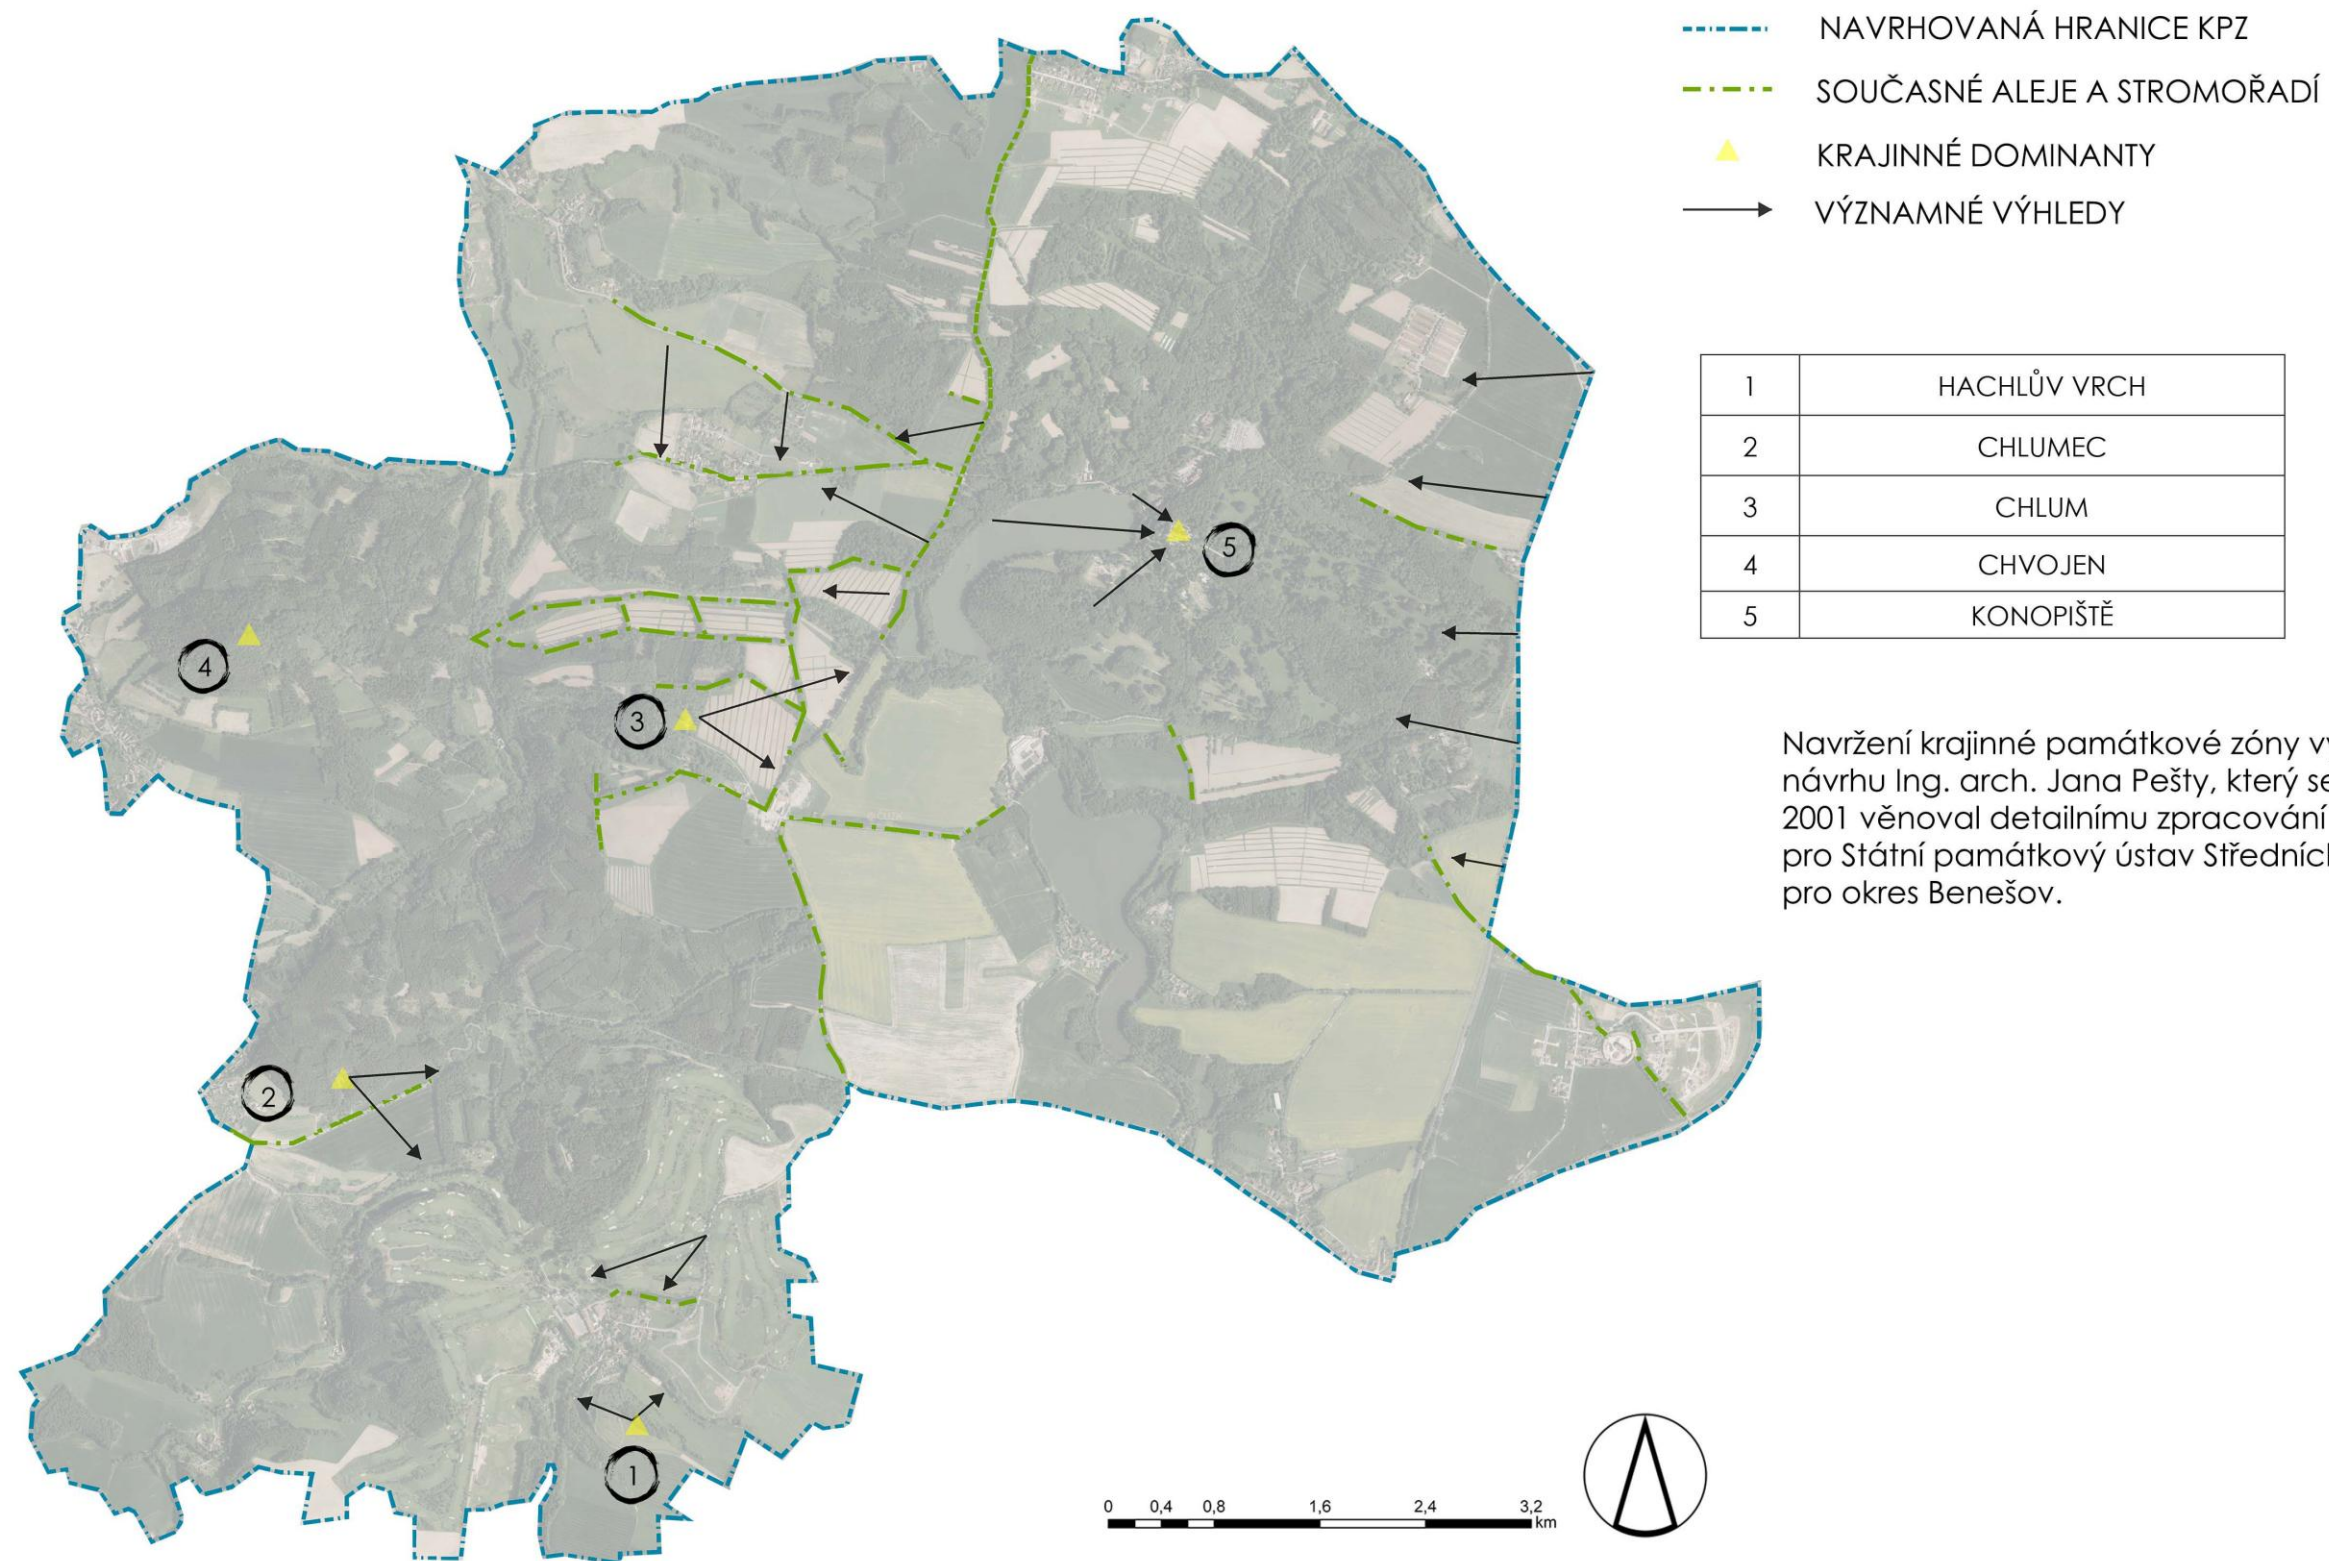 NAVRHOVANÁ HRANICE KPZ
SOUČASNÉ ALEJE A STROMOŘADÍ
KRAJINNÉ DOMINANTY
VÝZNAMNÉ VÝHLEDY
1 HACHLŮV VRCH
2 CHLUMEC
3 CHLUM
4 CHVOJEN
5 KONOPIŠTĚ
Navržení krajinné památkové zóny
návrhu Ing. arch. Jana Pešty, který
2001 věnoval detailnímu zpracování
pro Státní památkový ústav
pro okres Benešov.
5
4
3
2
1
0 0,4 0,8 1,6 2,4 3,2
km